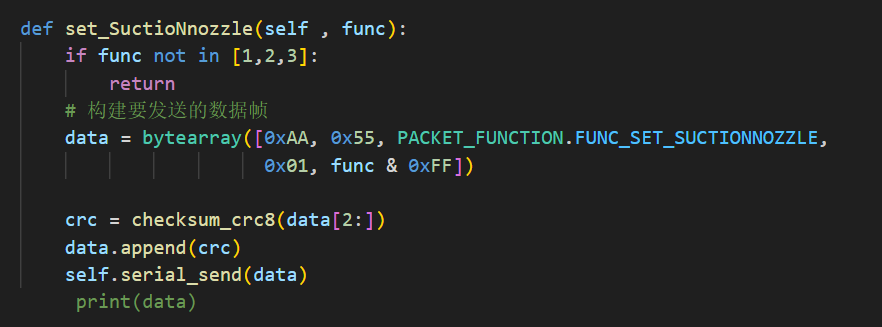 def set_SuctioNnozzle(self , func):
    if func not in [1,2,3]:
        return
    # 构建要发送的数据帧
    data = bytearray([0xAA, 0x55, PACKET_FUNCTION.FUNC_SET_SUCTIONNOZZLE,
                      0x01, func & 0xFF])
    crc = checksum_crc8(data[2:])
    data.append(crc)
    self.serial_send(data)
     print(data)